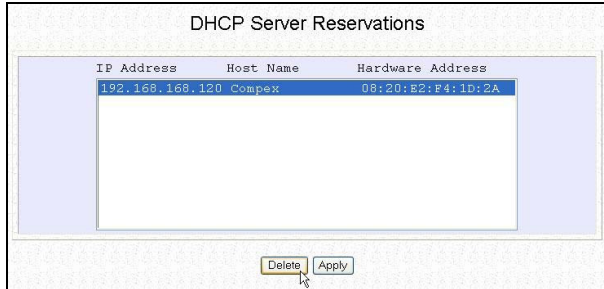 DHCP Server Reservations
IP Address Host Name Hardware Address
192.168.168.120 Compex 08:20:E2:F4:1D:2A
Delete Apply